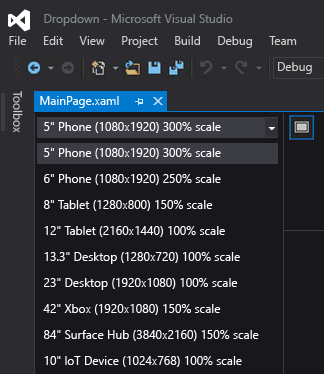 Dropdown - Microsoft Visual Studio
File Edit View Project Build Debug Team
Debug
Toolbox
MainPage.xaml
5" Phone (1080x1920) 300% scale
5" Phone (1080x1920) 300% scale
6" Phone (1080x1920) 250% scale
8" Tablet (1280x800) 150% scale
12" Tablet (2160x1440) 100% scale
13.3" Desktop (1280x720) 100% scale
23" Desktop (1920x1080) 100% scale
42" Xbox (1920x1080) 150% scale
84" Surface Hub (3840x2160) 150% scale
10" IoT Device (1024x768) 100% scale